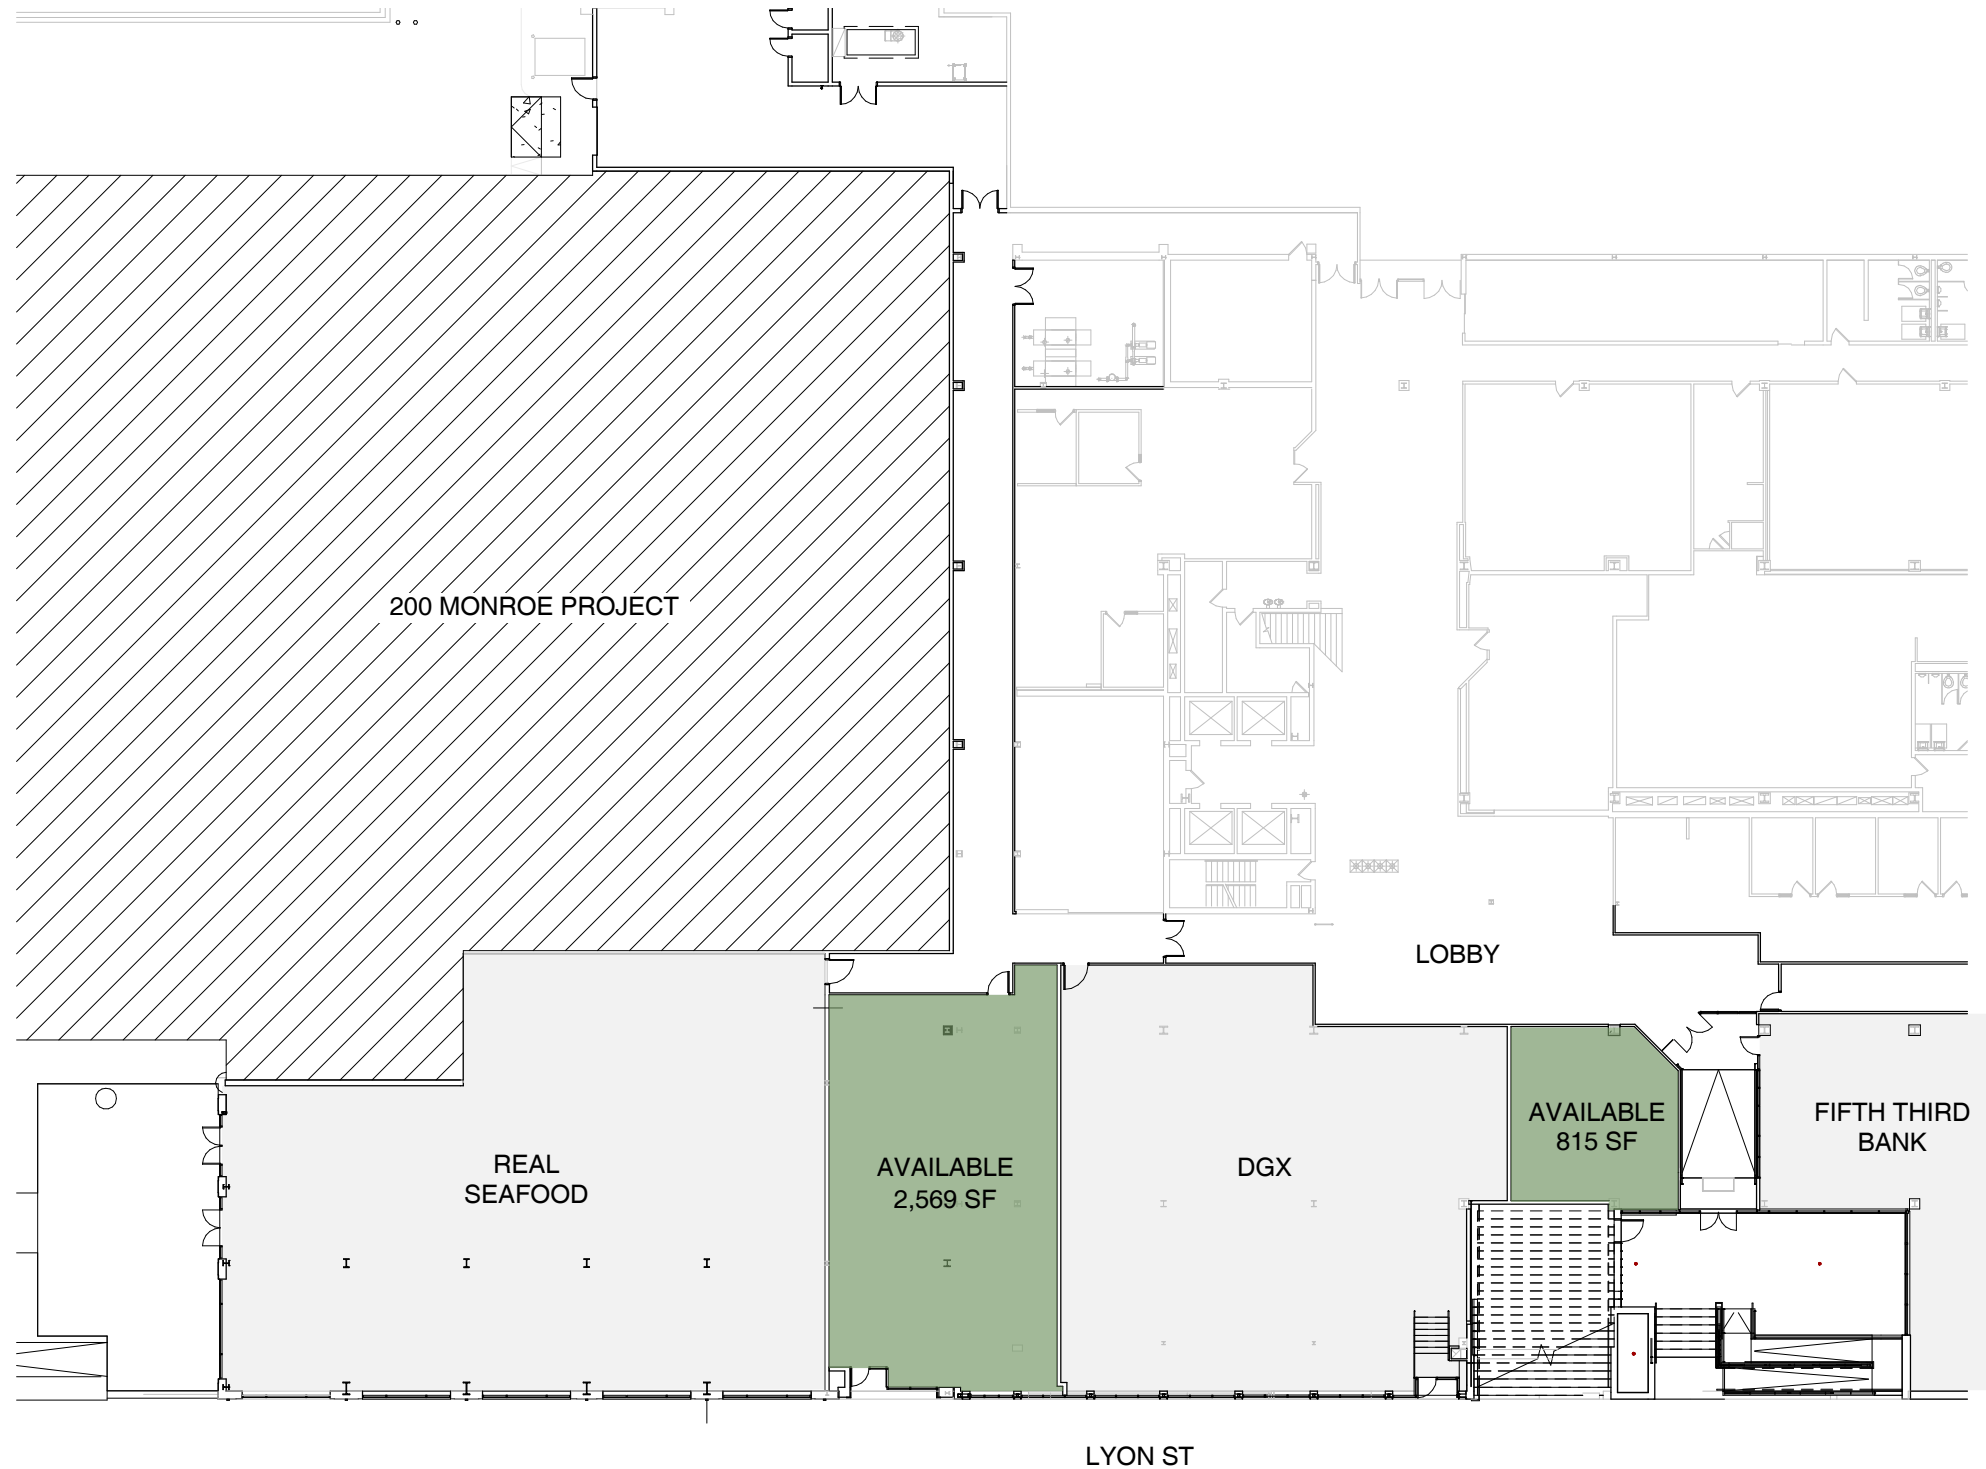 200 MONROE PROJECT
LOBBY
REAL
SEAFOOD
AVAILABLE
2,569 SF
DGX
AVAILABLE
815 SF
FIFTH THIRD
BANK
LYON ST